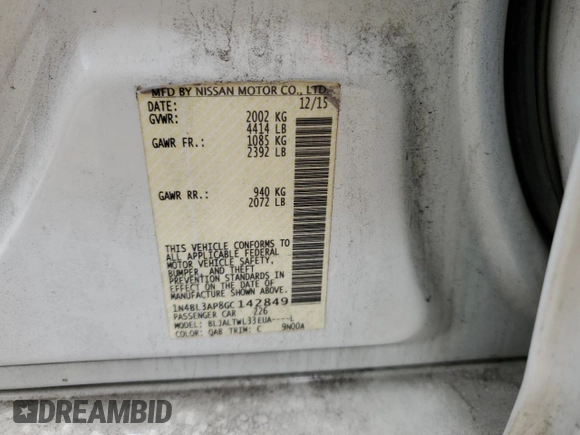 MFD BY NISSAN MOTOR CO., LTD.
DATE: 12/15
GVWR: 2002 KG
4414 LB
GAWR FR.: 1085 KG
2392 LB
GAWR RR.: 940 KG
2072 LB
THIS VEHICLE CONFORMS TO
ALL APPLICABLE FEDERAL
MOTOR VEHICLE SAFETY,
BUMPER, AND THEFT
PREVENTION STANDARDS IN
EFFECT ON THE DATE OF
MANUFACTURE SHOWN ABOVE.
1N4BL3AP8GC142849
PASSENGER CAR 226
MODEL: BLJALTWL33EUA----L
COLOR: QAB TRIM: C 9N00A
DREAMBID